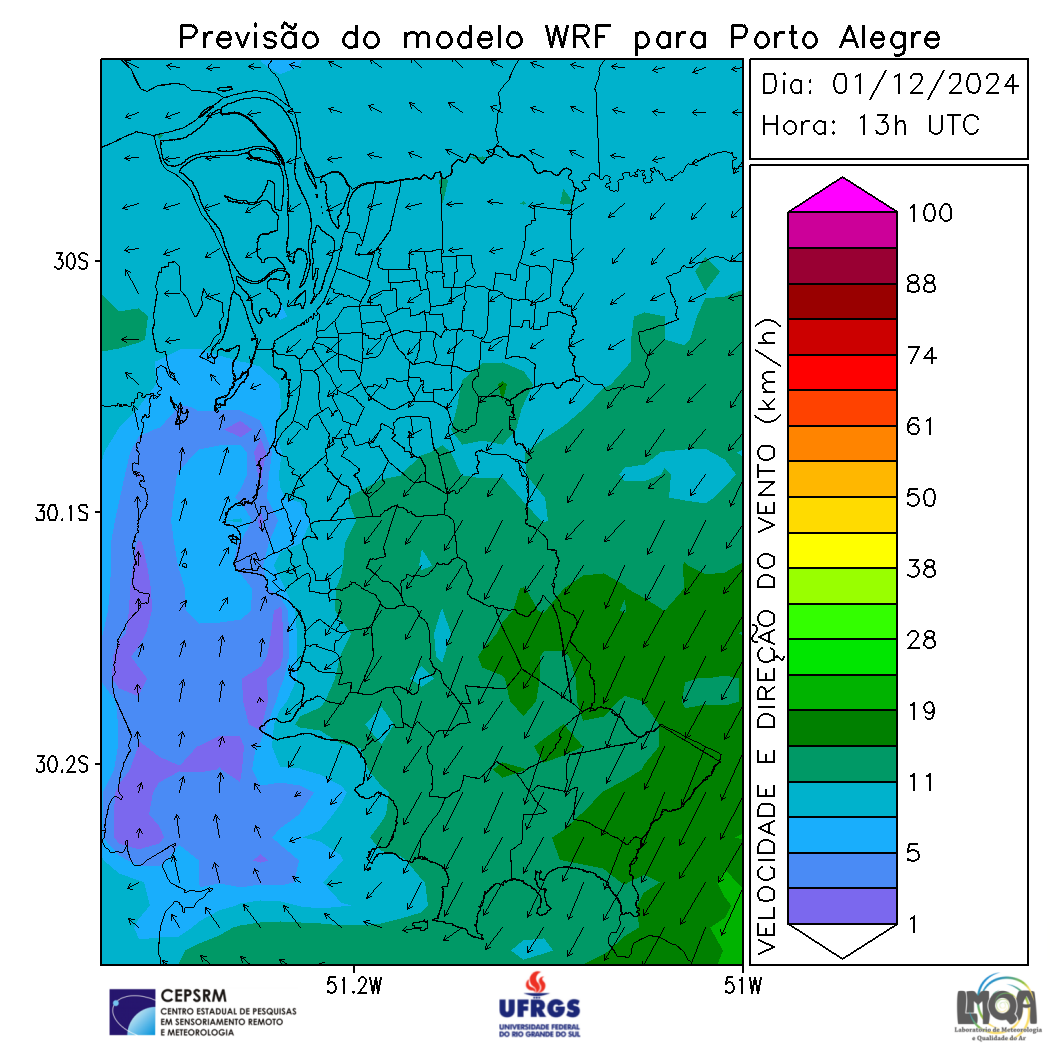 Previsão do modelo WRF para Porto Alegre
Dia: 01/12/2024
Hora: 13h UTC
30S
30.1S
30.2S
51.2W
51W
VELOCIDADE E DIREÇÃO DO VENTO (km/h)
100
88
74
61
50
38
28
19
11
5
1
CEPSRM
CENTRO ESTADUAL DE PESQUISAS
EM SENSORIAMENTO REMOTO
E METEOROLOGIA
UFRGS
UNIVERSIDADE FEDERAL
DO RIO GRANDE DO SUL
LMQA
Laboratório de Meteorologia
e Qualidade do Ar